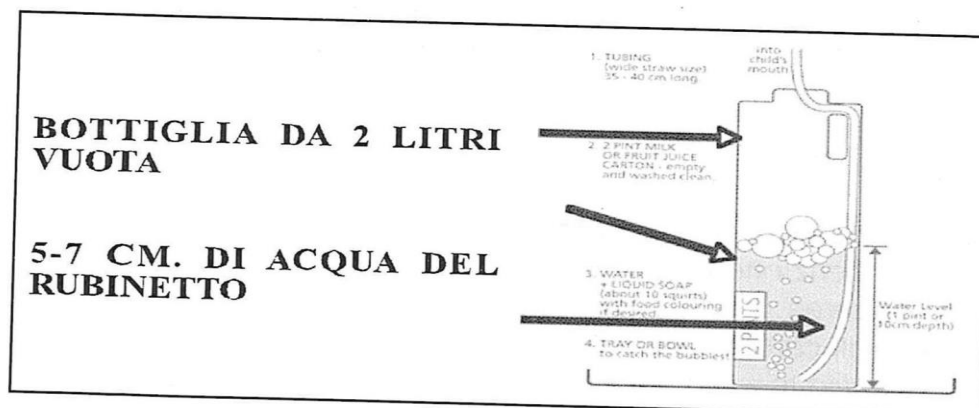 BOTTIGLIA DA 2 LITRI
VUOTA
5-7 CM. DI ACQUA DEL
RUBINETTO
1. TUBING
(wide straw size)
35 - 40 cm long.
into
child's
mouth
2. 2 PINT MILK
OR FRUIT JUICE
CARTON - empty
and washed clean.
3. WATER
+ LIQUID SOAP
(about 10 squirts)
with food colouring
if desired
4. TRAY OR BOWL
to catch the bubbles!
2 PINTS
Water Level
(1 pint or
10cm depth)